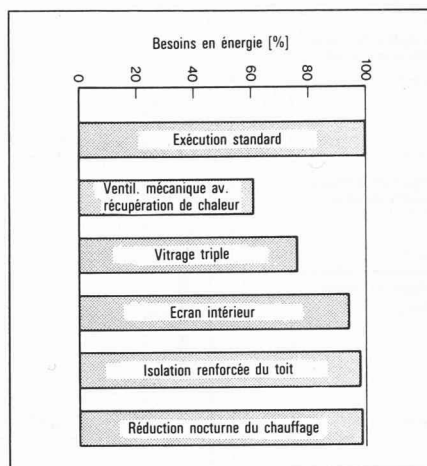 Besoins en énergie [%]
0 20 40 60 80 100
Exécution standard
Ventil. mécanique av.
récupération de chaleur
Vitrage triple
Ecran intérieur
Isolation renforcée du toit
Réduction nocturne du chauffage